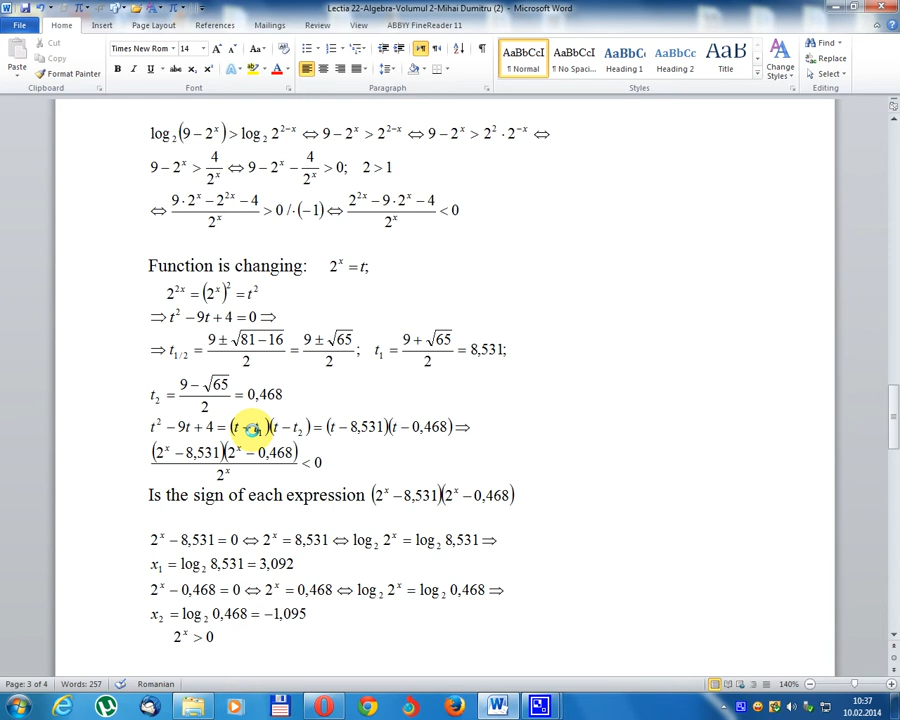 Lectia 22-Algebra-Volumul 2-Mihai Dumitru (2) - Microsoft Word
File Home Insert Page Layout References Mailings Review View ABBYY FineReader 11
Cut
Copy
Format Painter
Paste
Clipboard
Times New Rom 14
B I U
Font
Paragraph
AaBbCcI AaBbCcI AaBbC AaBbCc AaB
¶ Normal ¶ No Spaci... Heading 1 Heading 2 Title
Change Styles
Styles
Find
Replace
Select
Editing
log₂(9 − 2ˣ) > log₂ 2²⁻ˣ ⇔ 9 − 2ˣ > 2²⁻ˣ ⇔ 9 − 2ˣ > 2² · 2⁻ˣ ⇔
9 − 2ˣ > 4/2ˣ ⇔ 9 − 2ˣ − 4/2ˣ > 0; 2 > 1
⇔ (9 · 2ˣ − 2²ˣ − 4)/2ˣ > 0 /·(−1) ⇔ (2²ˣ − 9 · 2ˣ − 4)/2ˣ < 0
Function is changing: 2ˣ = t;
2²ˣ = (2ˣ)² = t²
⇒ t² − 9t + 4 = 0 ⇒
⇒ t₁/₂ = (9 ± √(81 − 16))/2 = (9 ± √65)/2; t₁ = (9 + √65)/2 = 8,531;
t₂ = (9 − √65)/2 = 0,468
t² − 9t + 4 = (t − t₁)(t − t₂) = (t − 8,531)(t − 0,468) ⇒
(2ˣ − 8,531)(2ˣ − 0,468)/2ˣ < 0
Is the sign of each expression (2ˣ − 8,531)(2ˣ − 0,468)
2ˣ − 8,531 = 0 ⇔ 2ˣ = 8,531 ⇔ log₂ 2ˣ = log₂ 8,531 ⇒
x₁ = log₂ 8,531 = 3,092
2ˣ − 0,468 = 0 ⇔ 2ˣ = 0,468 ⇔ log₂ 2ˣ = log₂ 0,468 ⇒
x₂ = log₂ 0,468 = −1,095
2ˣ > 0
Page: 3 of 4 Words: 257 Romanian 140%
10:37
10.02.2014